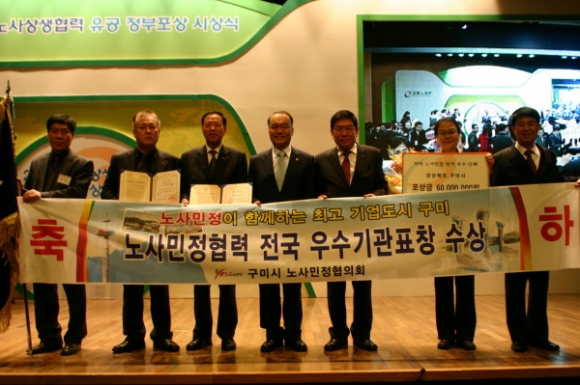 노사상생협력 유공 정부포상 시상식
포상금 60,000,000원
축
하
노사민정이 함께하는 최고 기업도시 구미
노사민정협력 전국 우수기관표창 수상
구미시 노사민정협의회